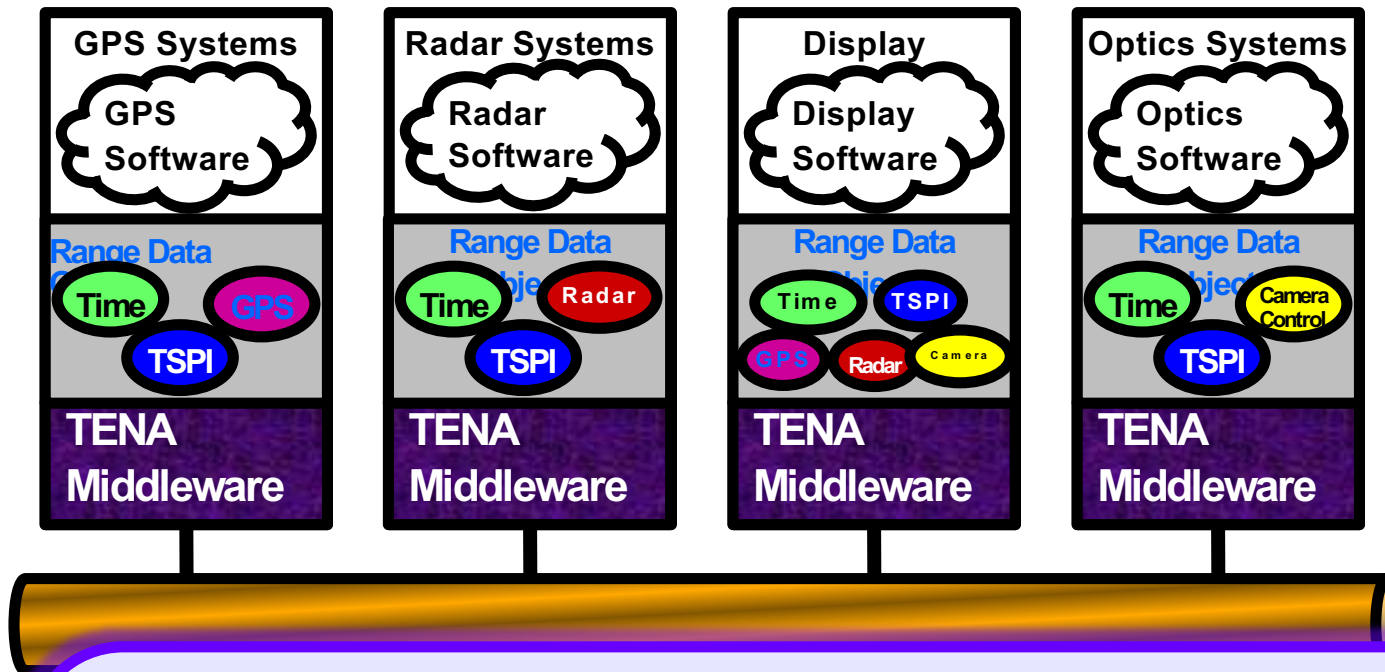 GPS Systems
GPS
Software
Range Data
Time
GPS
TSPI
TENA
Middleware
Radar Systems
Radar
Software
Range Data
Time
Radar
TSPI
TENA
Middleware
Display
Display
Software
Range Data
Time
TSPI
GPS
Radar
Camera
TENA
Middleware
Optics Systems
Optics
Software
Range Data
Time
Camera
Control
TSPI
TENA
Middleware